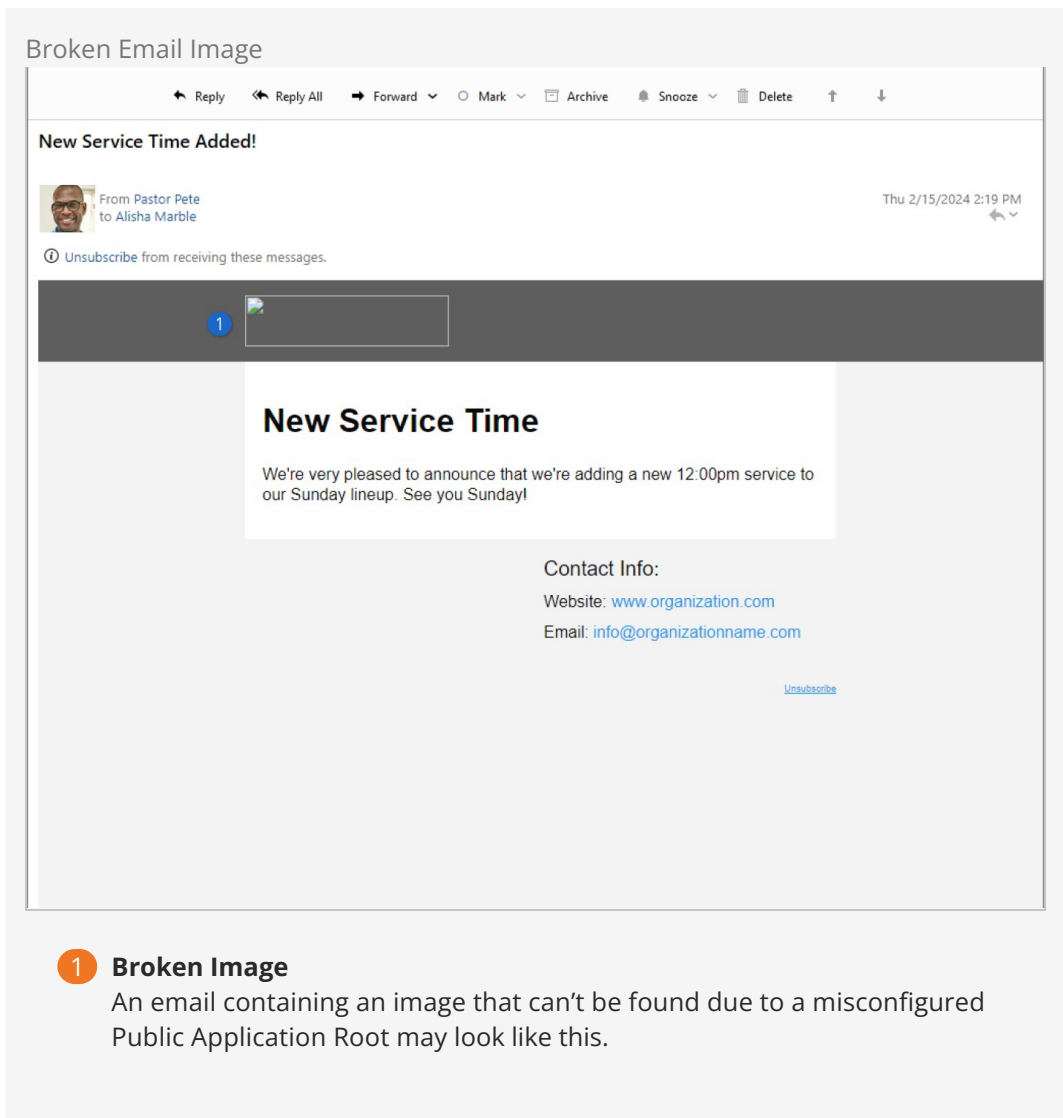 Broken Email Image
Reply Reply All Forward Mark Archive Snooze Delete
New Service Time Added!
From Pastor Pete
to Alisha Marble
Thu 2/15/2024 2:19 PM
Unsubscribe from receiving these messages.
1
New Service Time
We're very pleased to announce that we're adding a new 12:00pm service to
our Sunday lineup. See you Sunday!
Contact Info:
Website: www.organization.com
Email: info@organizationname.com
Unsubscribe
1 Broken Image
An email containing an image that can’t be found due to a misconfigured
Public Application Root may look like this.